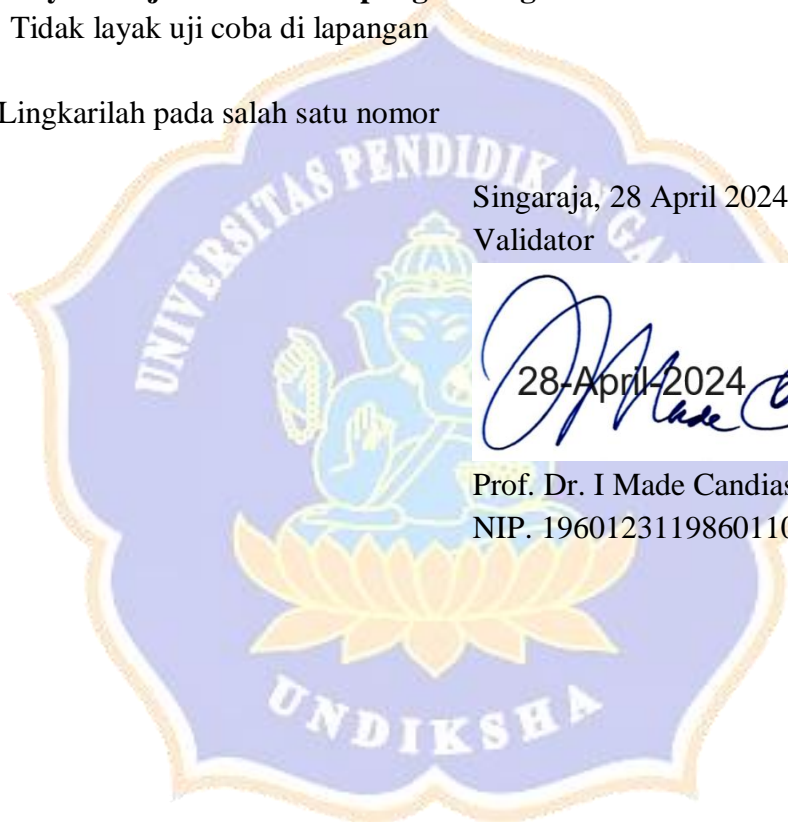 Tidak layak uji coba di lapangan
Lingkarilah pada salah satu nomor
UNIVERSITAS PENDIDIKAN
Singaraja, 28 April 2024
Validator
28-April-2024
Made
Prof. Dr. I Made Candias
NIP. 1960123119860110
UNDIKSHA